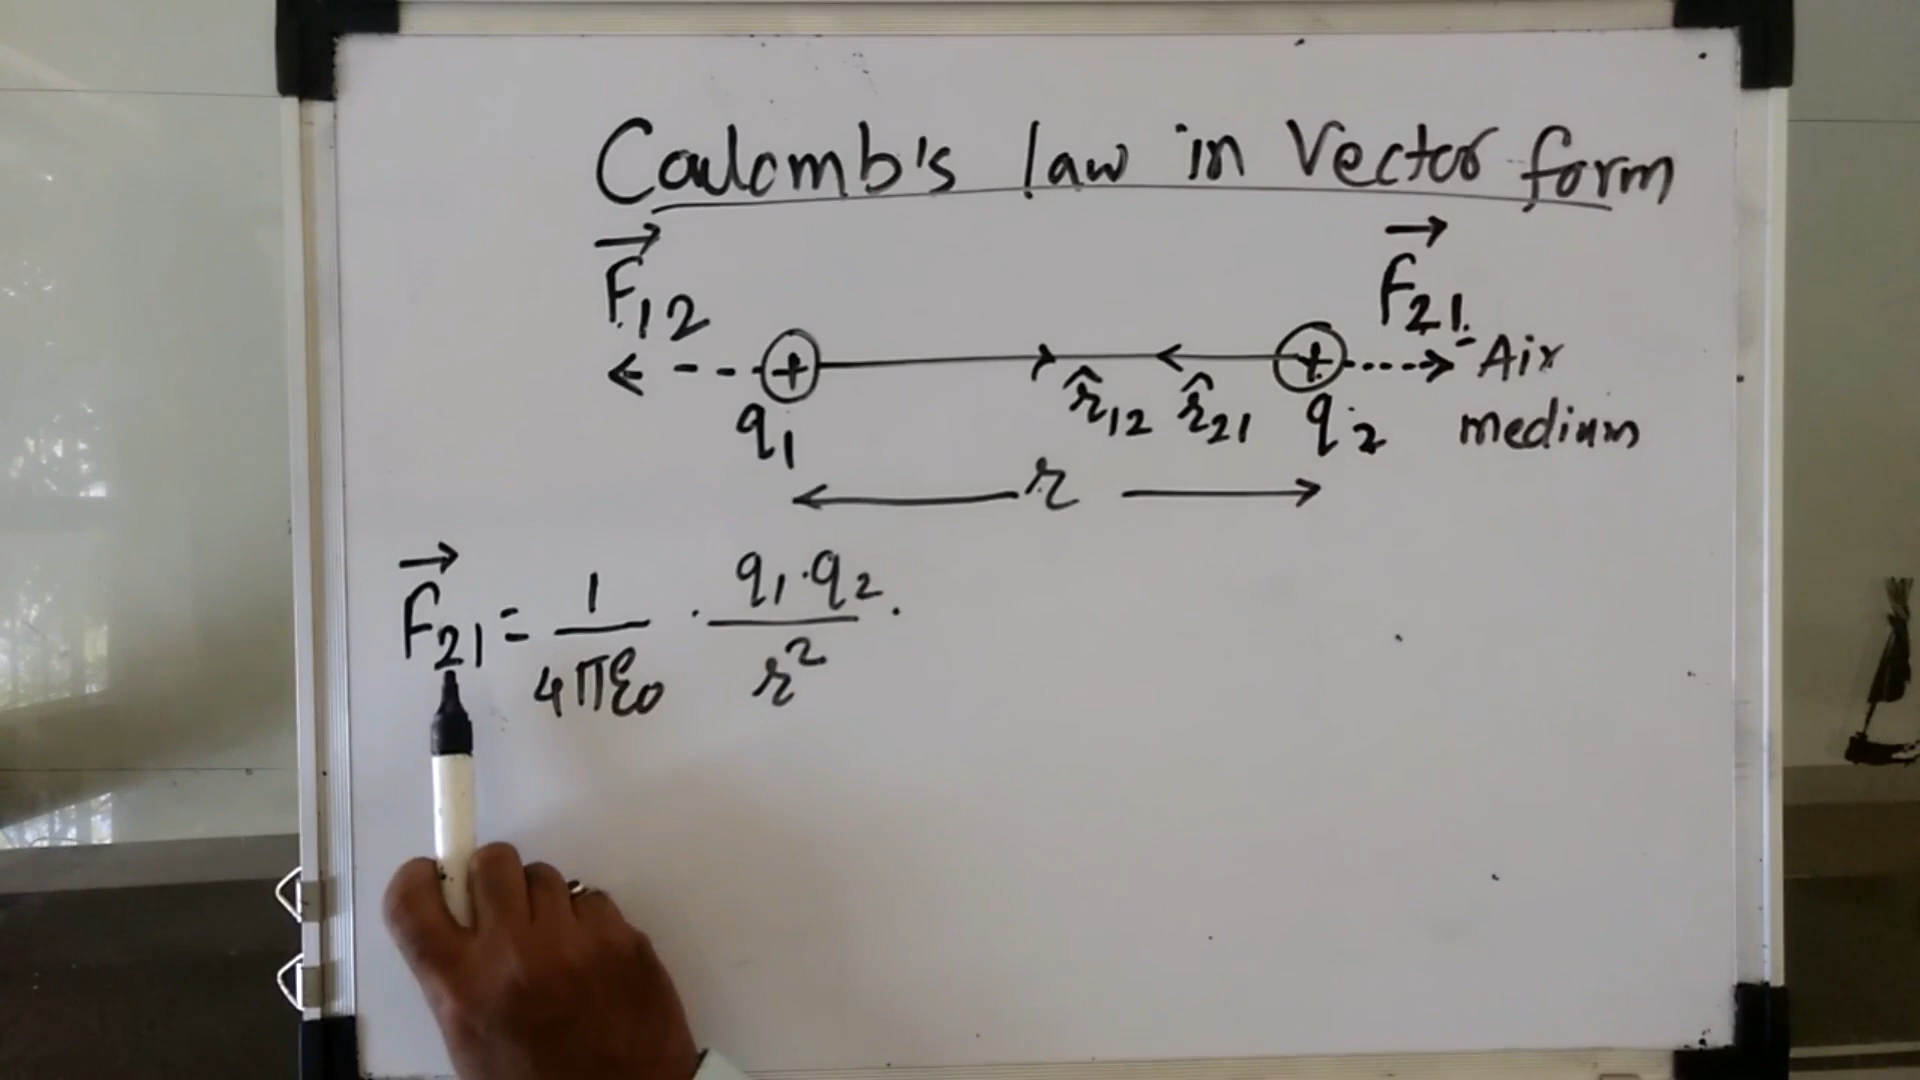 Coulomb's law in Vector form
→F₁₂ →F₂₁
+ + Air
q₁ r̂₁₂ r̂₂₁ q₂ medium
r
→F₂₁ = 1/4πε₀ · q₁·q₂/r² ·